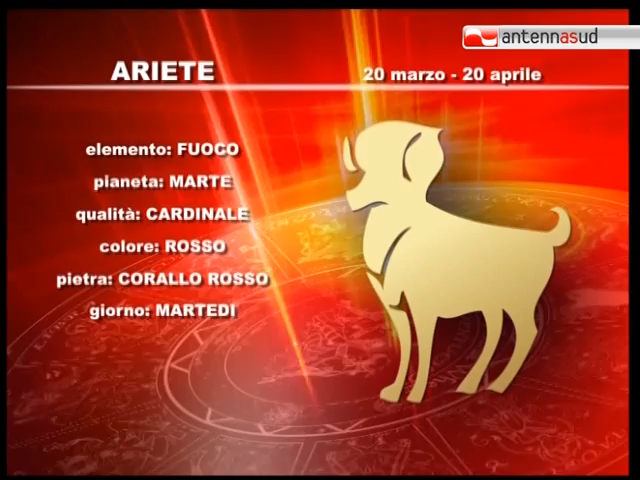 antennasud
ARIETE
20 marzo - 20 aprile
elemento: FUOCO
pianeta: MARTE
qualità: CARDINALE
colore: ROSSO
pietra: CORALLO ROSSO
giorno: MARTEDI